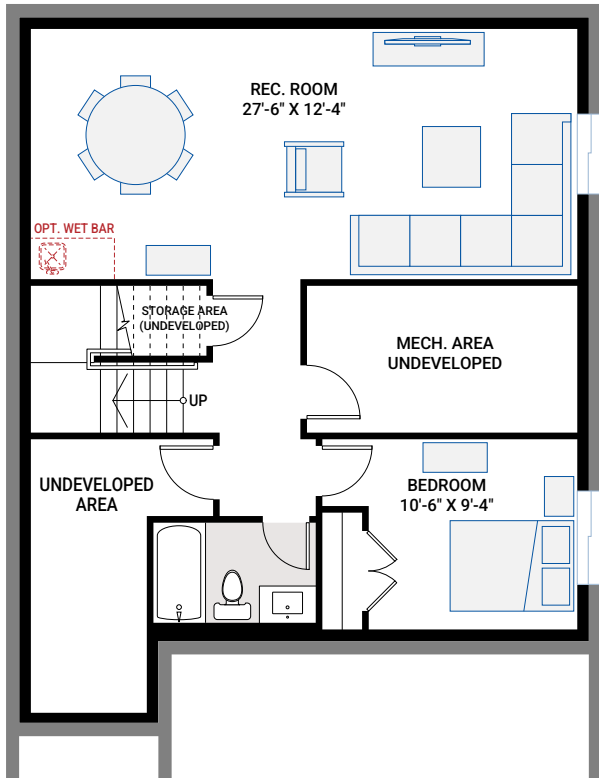 REC. ROOM
27'-6" X 12'-4"
OPT. WET BAR
STORAGE AREA
(UNDEVELOPED)
MECH. AREA
UNDEVELOPED
UP
UNDEVELOPED
AREA
BEDROOM
10'-6" X 9'-4"